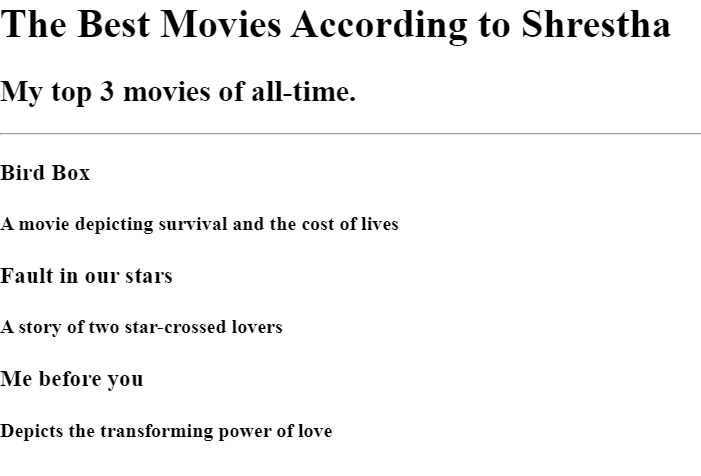 The Best Movies According to Shrestha
My top 3 movies of all-time.
Bird Box
A movie depicting survival and the cost of lives
Fault in our stars
A story of two star-crossed lovers
Me before you
Depicts the transforming power of love